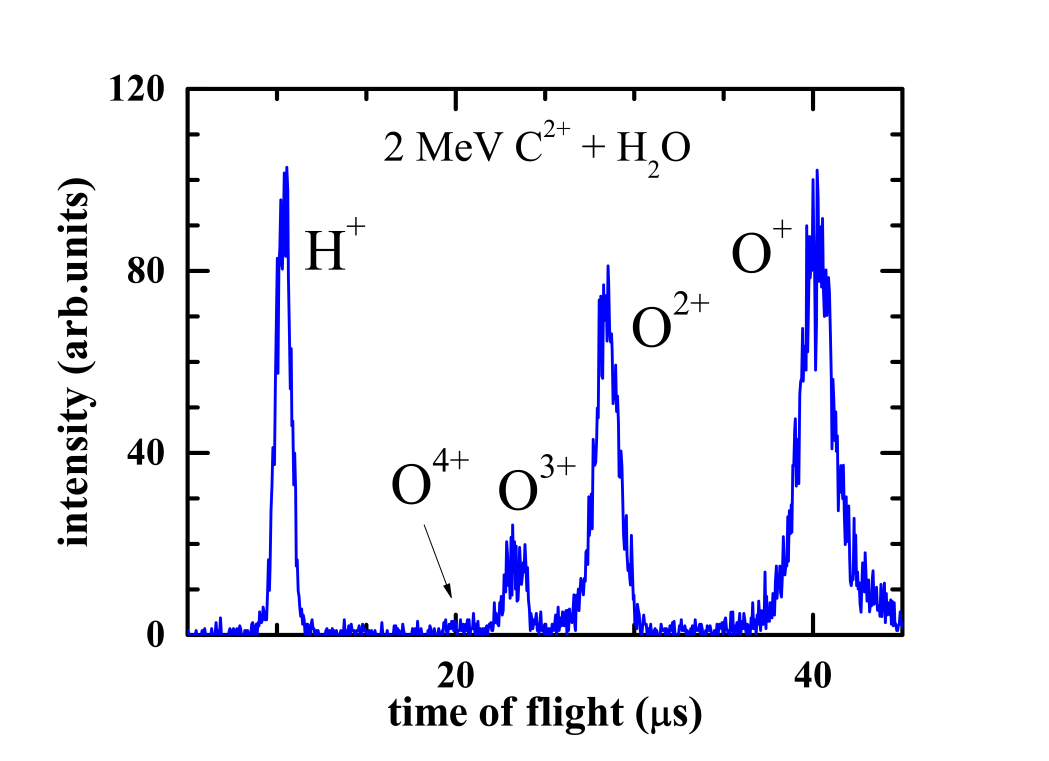 120
80
40
0
intensity (arb.units)
2 MeV C²⁺ + H₂O
H⁺
O⁴⁺
O³⁺
O²⁺
O⁺
20
40
time of flight (μs)